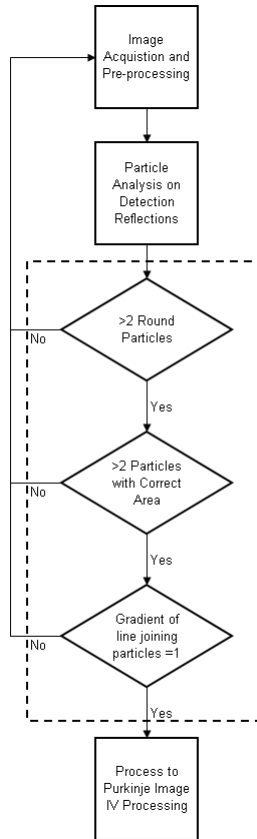 Image
Acquistion and
Pre-processing
Particle
Analysis on
Detection
Reflections
>2 Round
Particles
No
Yes
>2 Particles
with Correct
Area
No
Yes
Gradient of
line joining
particles =1
No
Yes
Process to
Purkinje Image
IV Processing